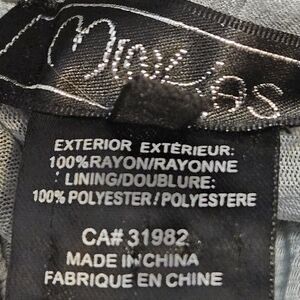 EXTERIOR EXTÉRIEUR:
100%RAYON/RAYONNE
LINING/DOUBLURE:
100% POLYESTER/POLYESTERE
CA# 31982
MADE IN CHINA
FABRIQUE EN CHINE